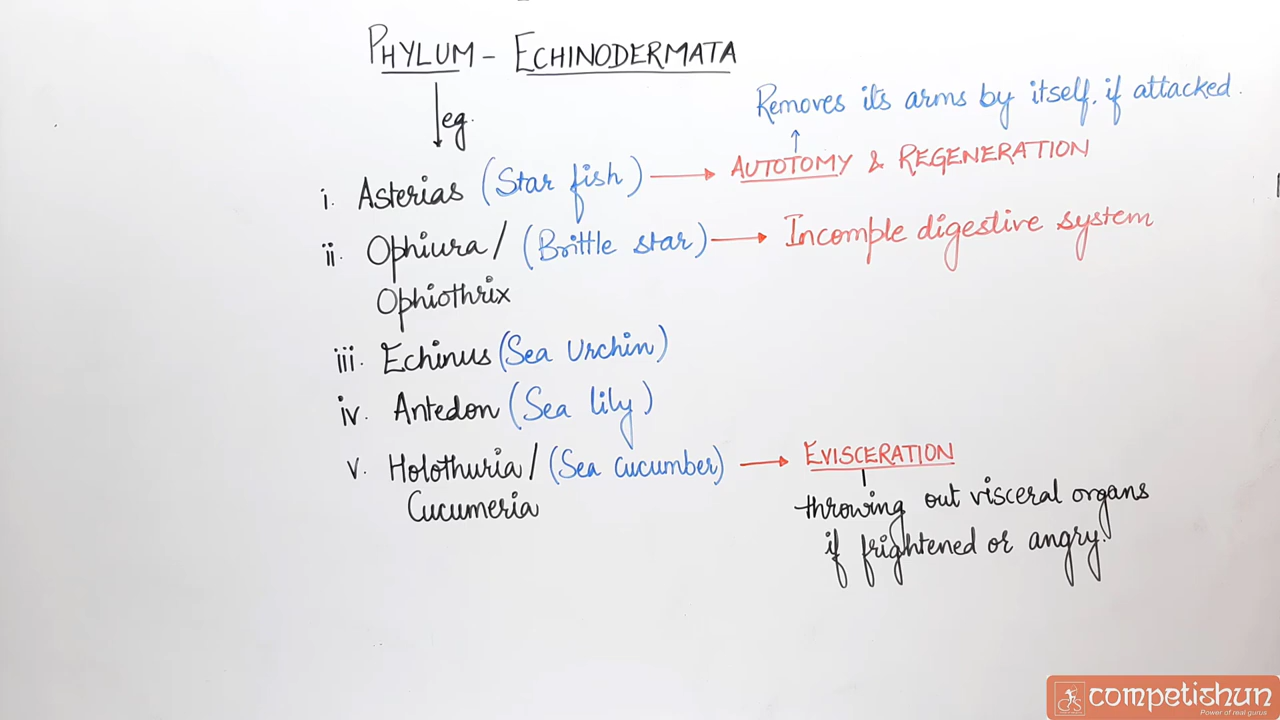 PHYLUM - ECHINODERMATA
eg.
Removes its arms by itself, if attacked.
i. Asterias (Star fish) → AUTOTOMY & REGENERATION
ii. Ophiura / (Brittle star) → Incomple digestive system
Ophiothrix
iii. Echinus (Sea Urchin)
iv. Antedon (Sea lily)
v. Holothuria / (Sea cucumber) → EVISCERATION
Cucumeria
throwing out visceral organs
if frightened or angry.
competishun
Power of real gurus